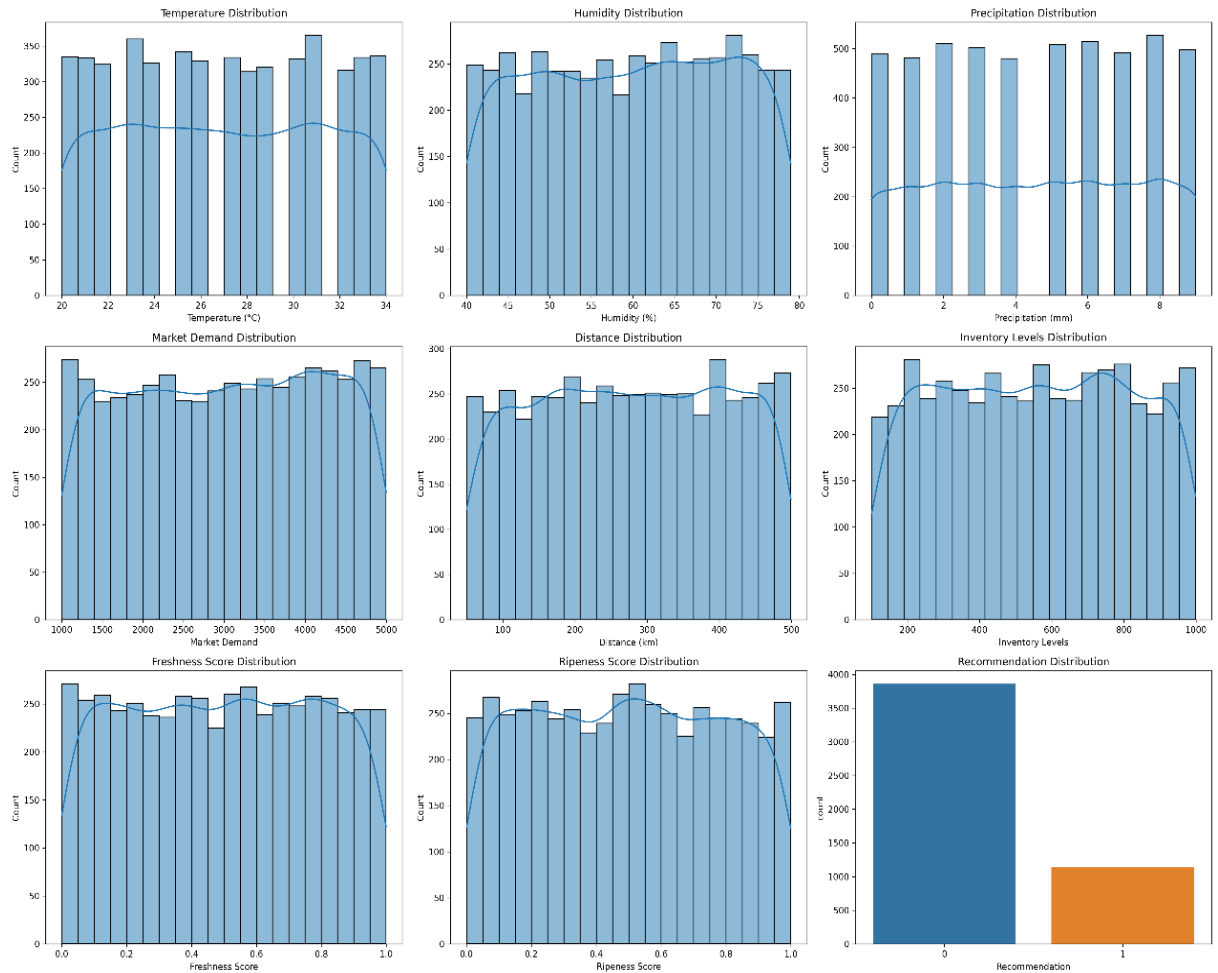 Temperature Distribution
350
300
250
200
150
100
50
0
Count
20 22 24 26 28 30 32 34
Temperature (°C)
Humidity Distribution
250
200
150
100
50
0
Count
40 45 50 55 60 65 70 75 80
Humidity (%)
Precipitation Distribution
500
400
300
200
100
0
Count
0 2 4 6 8
Precipitation (mm)
Market Demand Distribution
250
200
150
100
50
0
Count
1000 1500 2000 2500 3000 3500 4000 4500 5000
Market Demand
Distance Distribution
300
250
200
150
100
50
0
Count
100 200 300 400 500
Distance (km)
Inventory Levels Distribution
250
200
150
100
50
0
Count
200 400 600 800 1000
Inventory Levels
Freshness Score Distribution
250
200
150
100
50
0
Count
0.0 0.2 0.4 0.6 0.8 1.0
Freshness Score
Ripeness Score Distribution
250
200
150
100
50
0
Count
0.0 0.2 0.4 0.6 0.8 1.0
Ripeness Score
Recommendation Distribution
4000
3500
3000
2500
2000
1500
1000
500
0
count
0 1
Recommendation